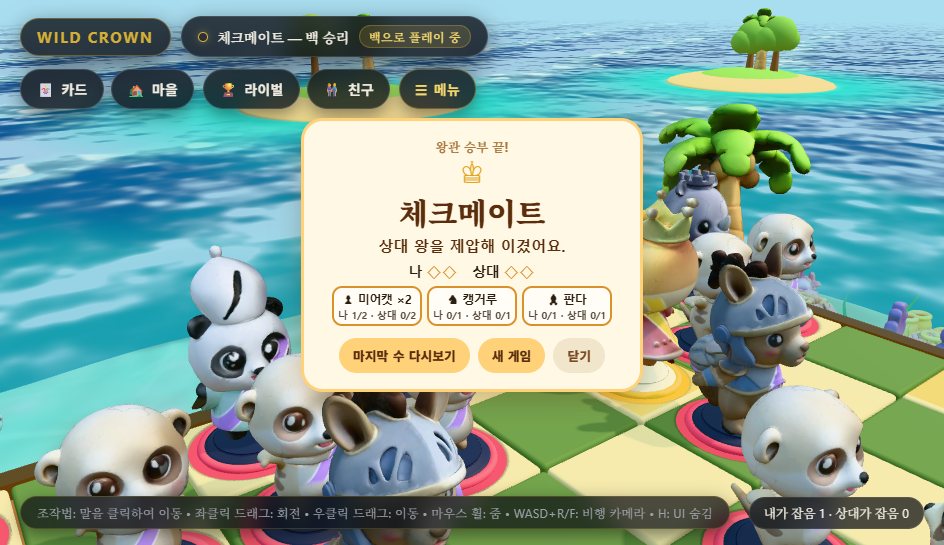 WILD CROWN
체크메이트 — 백 승리 백으로 플레이 중
카드 마을 라이벌 친구 ☰ 메뉴
왕관 승부 끝!
체크메이트
상대 왕을 제압해 이겼어요.
나 ◇◇ 상대 ◇◇
♟ 미어캣 ×2 ♞ 캥거루 ♝ 판다
나 1/2 · 상대 0/2 나 0/1 · 상대 0/1 나 0/1 · 상대 0/1
마지막 수 다시보기 새 게임 닫기
조작법: 말을 클릭하여 이동 • 좌클릭 드래그: 회전 • 우클릭 드래그: 이동 • 마우스 휠: 줌 • WASD+R/F: 비행 카메라 • H: UI 숨김
내가 잡음 1 · 상대가 잡음 0